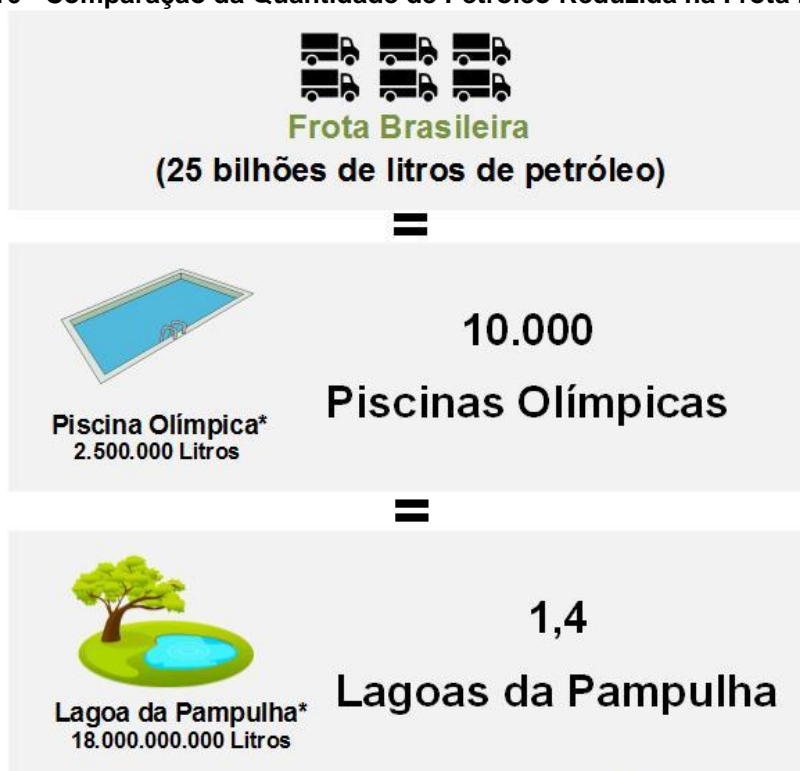 Comparação da Quantidade de Petróleo Reduzida na Frota
Frota Brasileira
(25 bilhões de litros de petróleo)
=
10.000
Piscinas Olímpicas
Piscina Olímpica*
2.500.000 Litros
=
1,4
Lagoas da Pampulha
Lagoa da Pampulha*
18.000.000.000 Litros